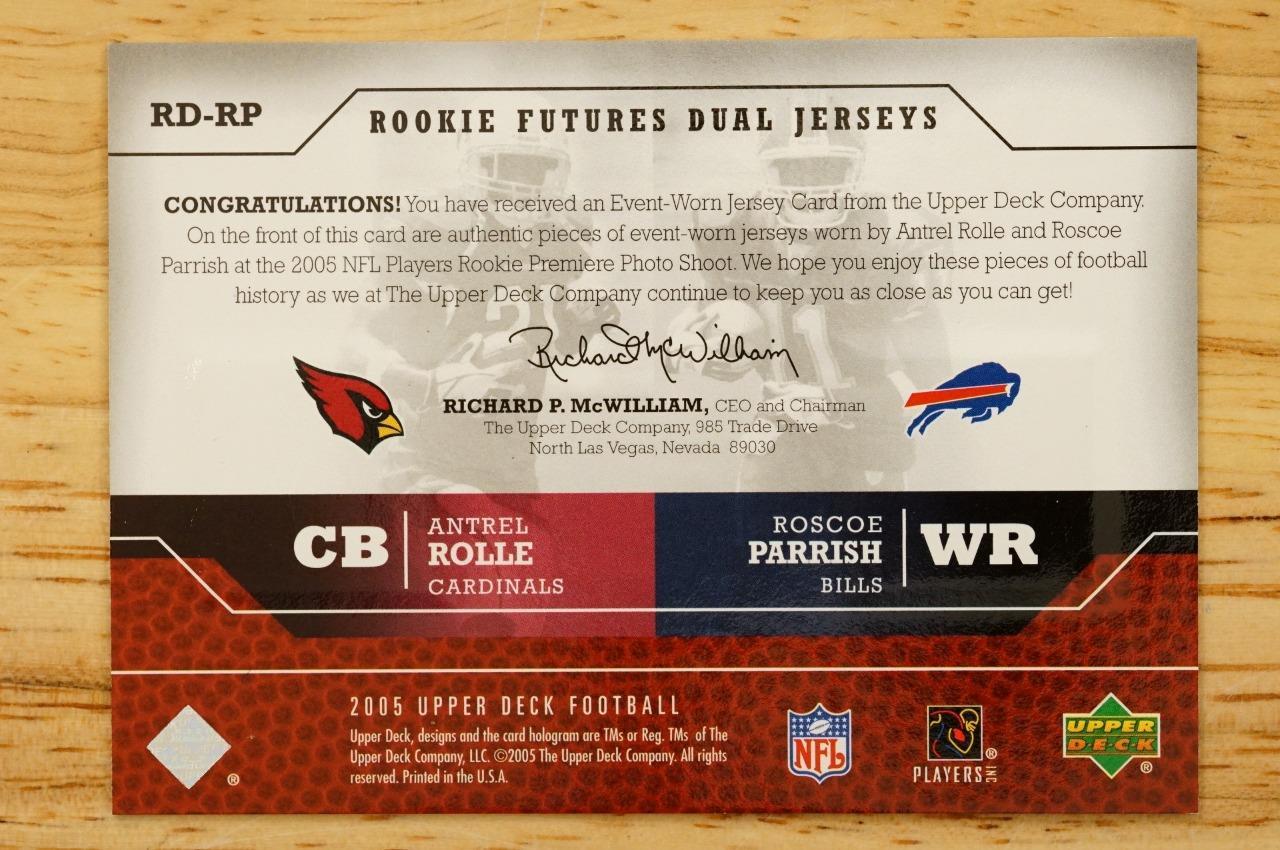 RD-RP
ROOKIE FUTURES DUAL JERSEYS
CONGRATULATIONS! You have received an Event-Worn Jersey Card from the Upper Deck Company.
On the front of this card are authentic pieces of event-worn jerseys worn by Antrel Rolle and Roscoe
Parrish at the 2005 NFL Players Rookie Premiere Photo Shoot. We hope you enjoy these pieces of football
history as we at The Upper Deck Company continue to keep you as close as you can get!
Richard McWilliam
RICHARD P. McWILLIAM, CEO and Chairman
The Upper Deck Company, 985 Trade Drive
North Las Vegas, Nevada 89030
CB
ANTREL
ROLLE
CARDINALS
ROSCOE
PARRISH
BILLS
WR
2005 UPPER DECK FOOTBALL
Upper Deck, designs and the card hologram are TMs or Reg. TMs of The
Upper Deck Company, LLC. ©2005 The Upper Deck Company. All rights
reserved. Printed in the U.S.A.
®
NFL
PLAYERS INC ®
UPPER
DECK
®